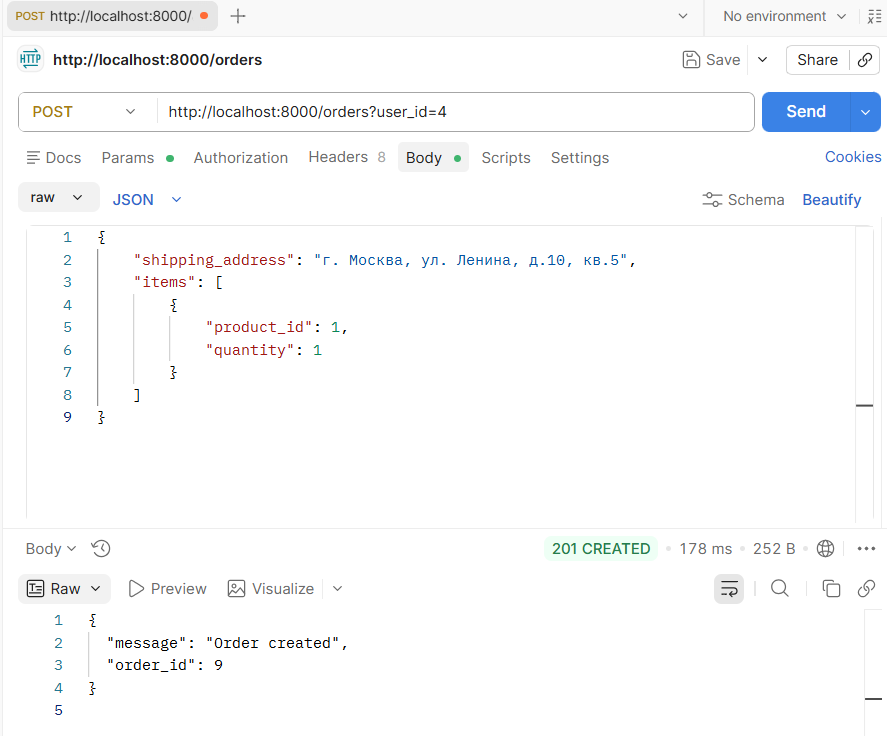 POST http://localhost:8000/ No environment
HTTP http://localhost:8000/orders Save Share
POST http://localhost:8000/orders?user_id=4 Send
Docs Params Authorization Headers 8 Body Scripts Settings Cookies
raw JSON Schema Beautify
1 {
2 "shipping_address": "г. Москва, ул. Ленина, д.10, кв.5",
3 "items": [
4 {
5 "product_id": 1,
6 "quantity": 1
7 }
8 ]
9 }
Body 201 CREATED 178 ms 252 B
Raw Preview Visualize
1 {
2 "message": "Order created",
3 "order_id": 9
4 }
5